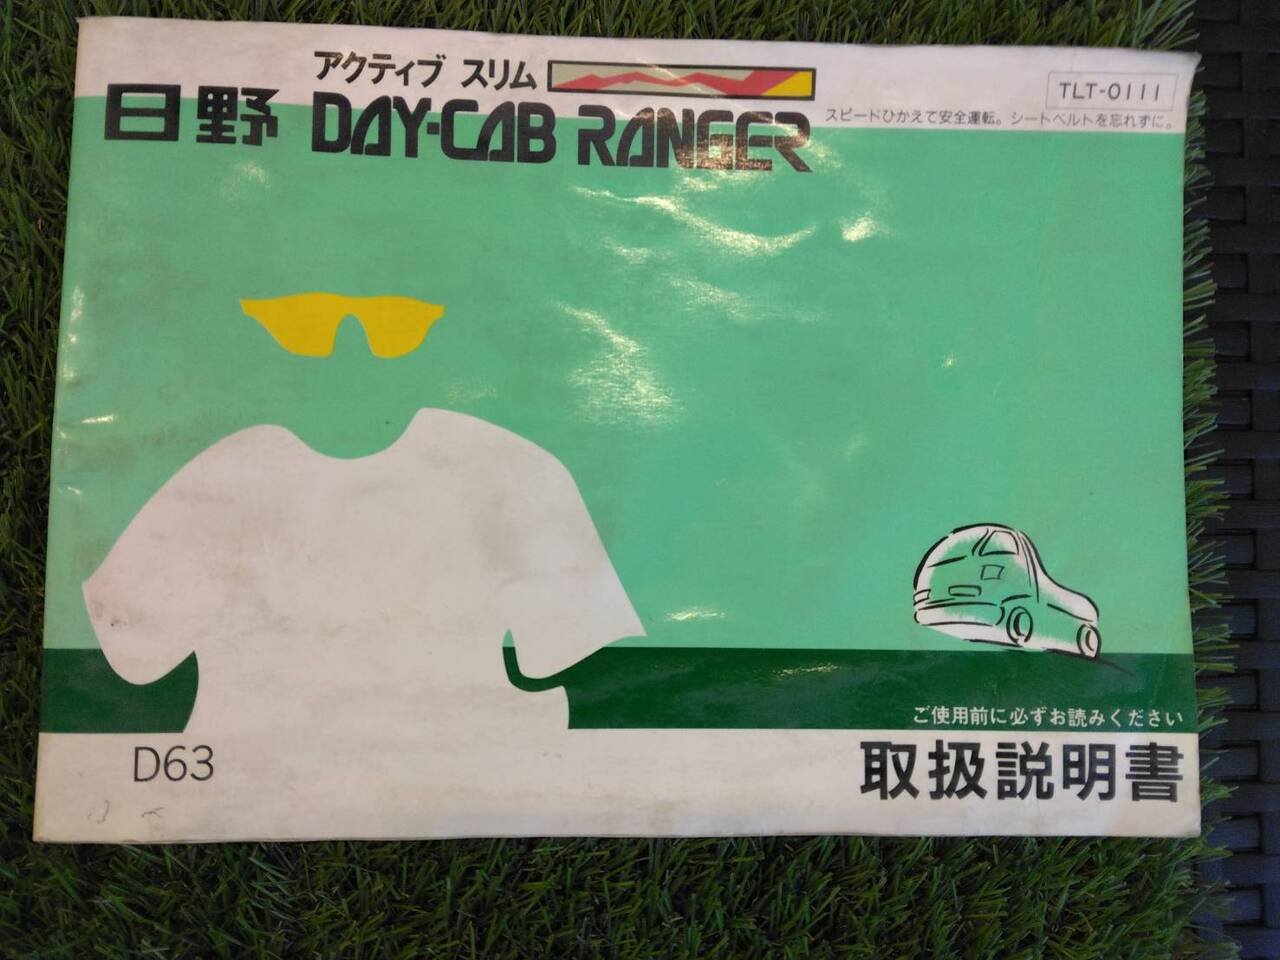 アクティブ スリム
日野 DAY-CAB RANGER
TLT-0111
スピードひかえて安全運転。シートベルトを忘れずに。
ご使用前に必ずお読みください
D63
取扱説明書